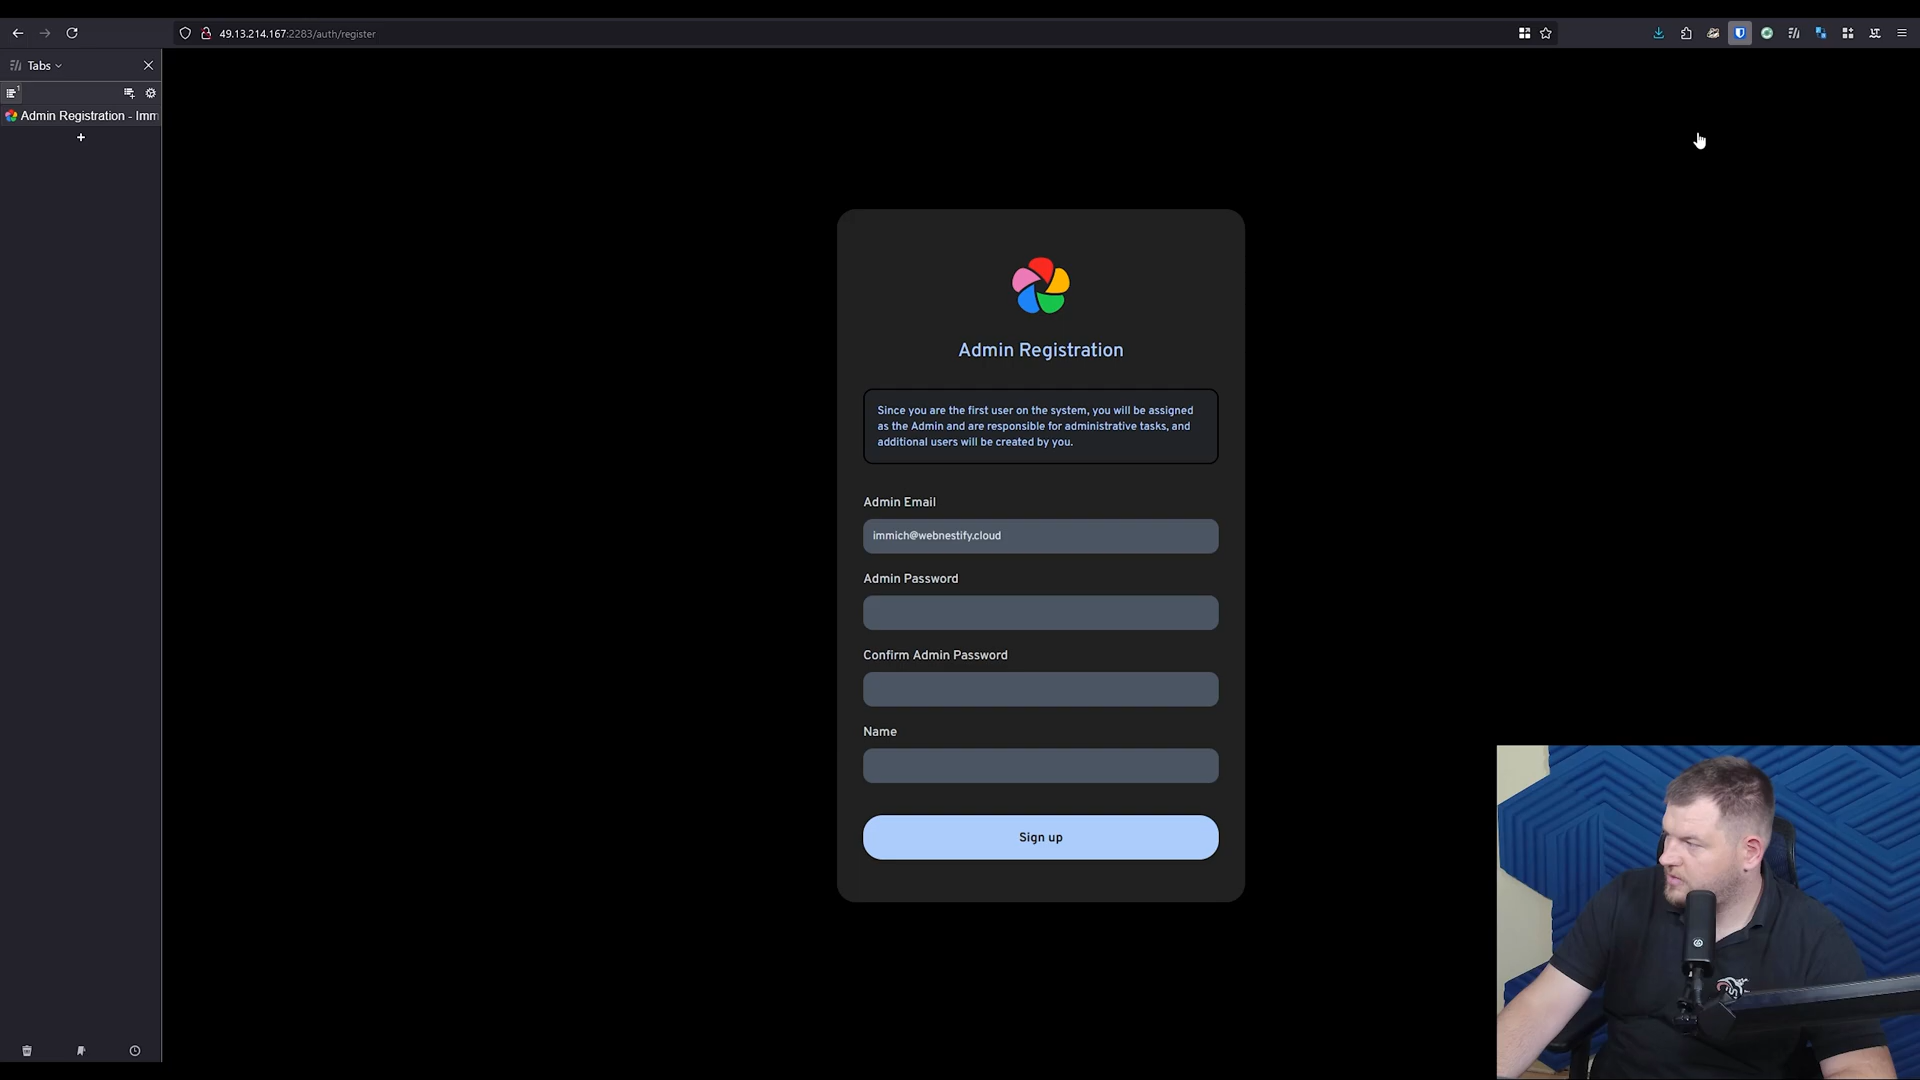 49.13.214.167:2283/auth/register
Tabs
1
Admin Registration - Imm
Admin Registration
Since you are the first user on the system, you will be assigned
as the Admin and are responsible for administrative tasks, and
additional users will be created by you.
Admin Email
immich@webnestify.cloud
Admin Password
Confirm Admin Password
Name
Sign up